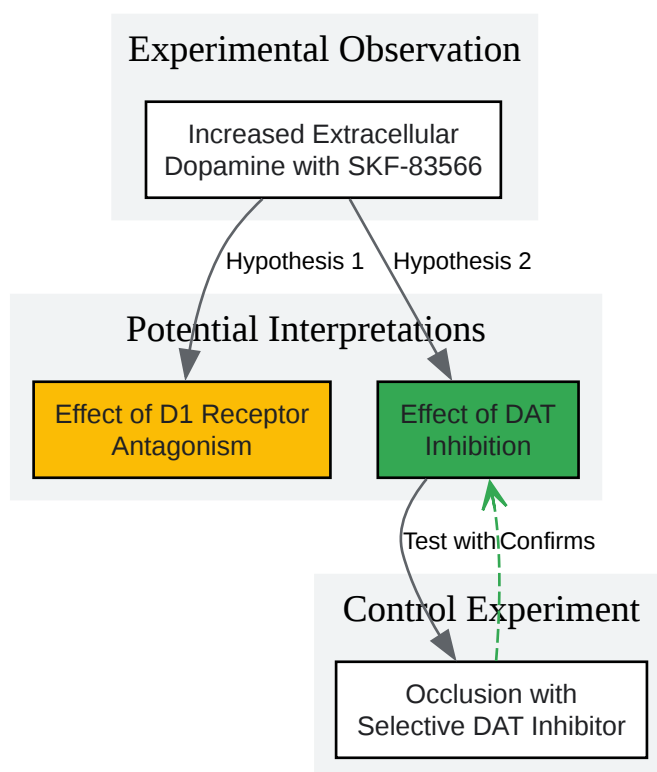 Experimental Observation
Increased Extracellular
Dopamine with SKF-83566
Hypothesis 1
Hypothesis 2
Potential Interpretations
Effect of D1 Receptor
Antagonism
Effect of DAT
Inhibition
Test with
Confirms
Control Experiment
Occlusion with
Selective DAT Inhibitor